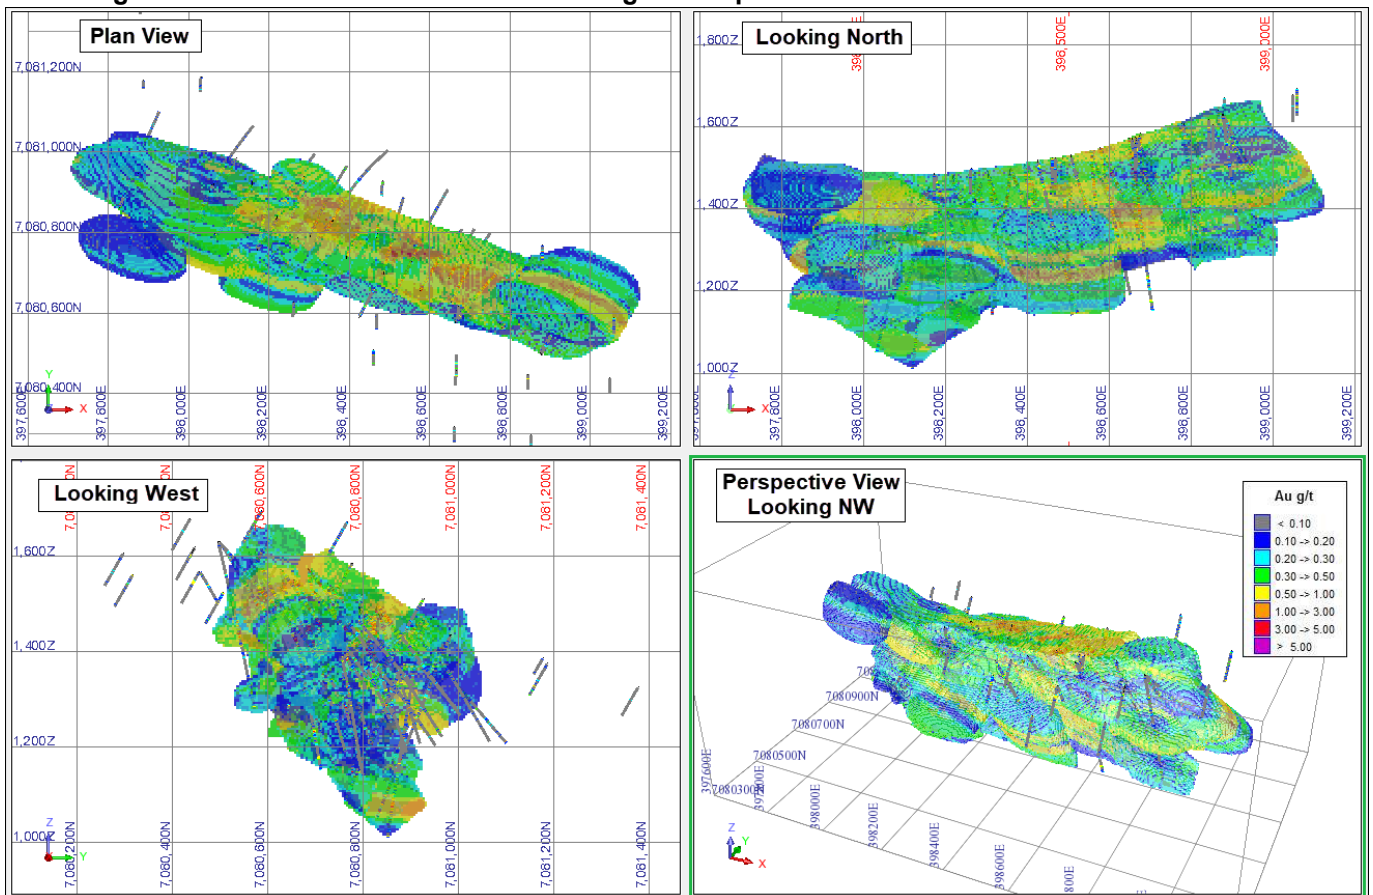 Plan View
7,081,200N
7,081,000N
7,080,800N
7,080,600N
7,080,400N
Y
X
397,600E
397,800E
398,000E
398,200E
398,400E
398,600E
398,800E
399,000E
399,200E
Looking North
1,800Z
1,600Z
1,400Z
1,200Z
1,000Z
398,500E
399,000E
Z
X
397,800E
398,000E
398,200E
398,400E
398,600E
398,800E
399,000E
399,200E
Looking West
7,080,600N
7,080,800N
7,081,000N
7,081,200N
7,081,400N
1,600Z
1,400Z
1,200Z
1,000Z
Z
Y
7,080,200N
7,080,400N
7,080,600N
7,080,800N
7,081,000N
7,081,200N
7,081,400N
Perspective View
Looking NW
Au g/t
< 0.10
0.10 -> 0.20
0.20 -> 0.30
0.30 -> 0.50
0.50 -> 1.00
1.00 -> 3.00
3.00 -> 5.00
> 5.00
7080900N
7080700N
7080500N
7080300N
397600E
397800E
398000E
398200E
398400E
398600E
Z
Y
X